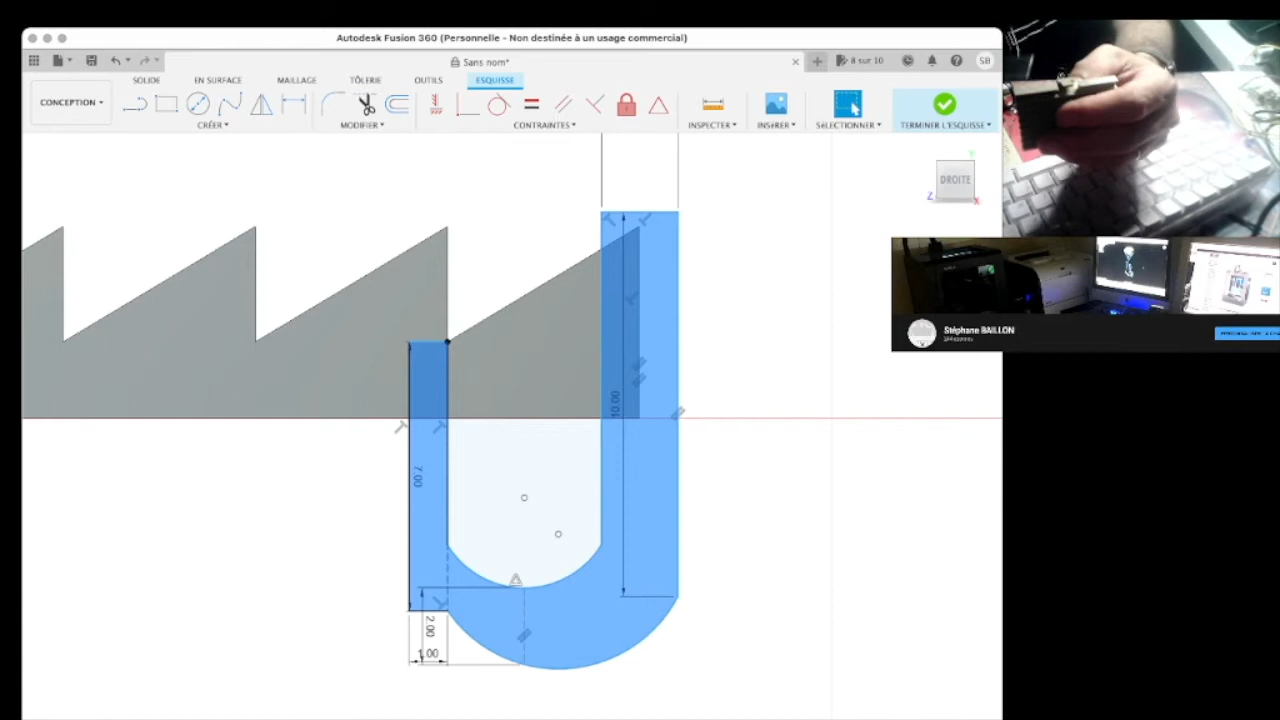 Autodesk Fusion 360 (Personnelle - Non destinée à un usage commercial)
Sans nom*
8 sur 10
SB
SOLIDE
EN SURFACE
MAILLAGE
TÔLERIE
OUTILS
ESQUISSE
CONCEPTION
CRÉER
MODIFIER
CONTRAINTES
INSPECTER
INSÉRER
SÉLECTIONNER
TERMINER L'ESQUISSE
Y
DROITE
Z
X
Stéphane BAILLON
10.00
7.00
2.00
1.00